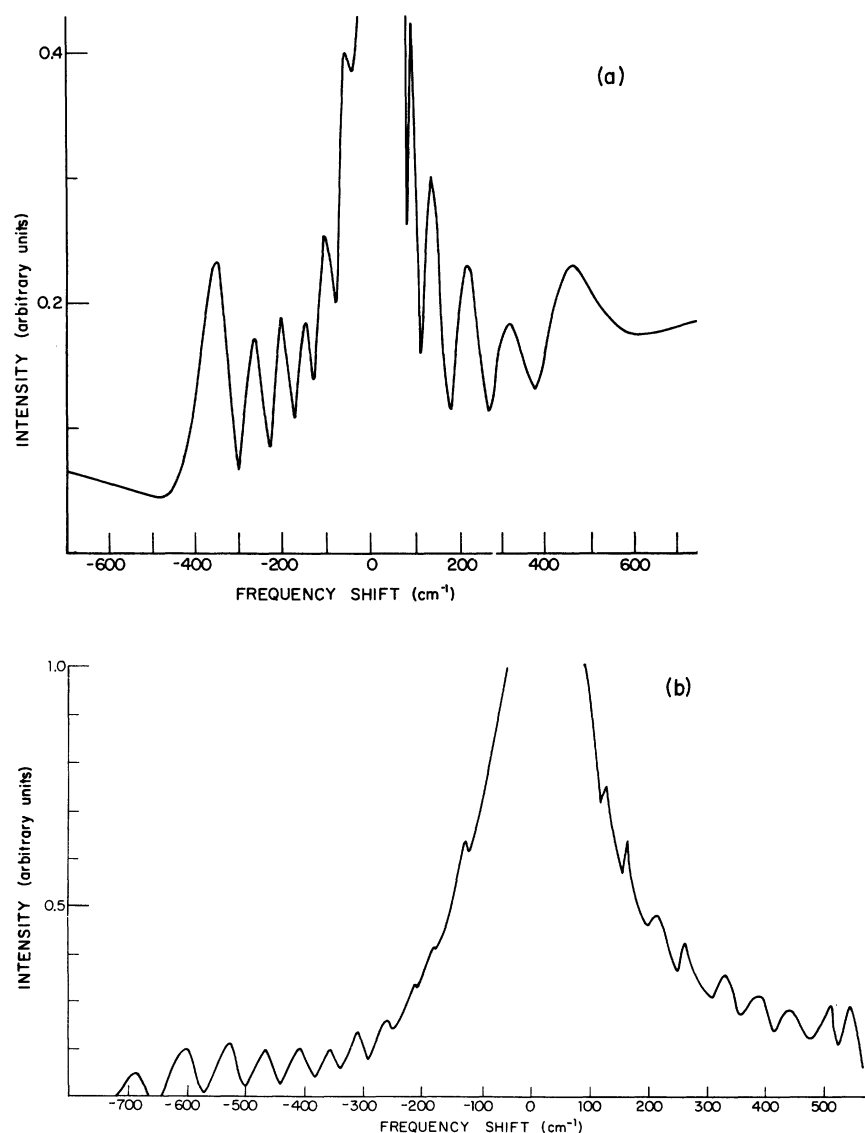 0.4
(a)
0.2
INTENSITY (arbitrary units)
-600 -400 -200 0 200 400 600
FREQUENCY SHIFT (cm⁻¹)
1.0
(b)
0.5
INTENSITY (arbitrary units)
-700 -600 -500 -400 -300 -200 -100 0 100 200 300 400 500
FREQUENCY SHIFT (cm⁻¹)